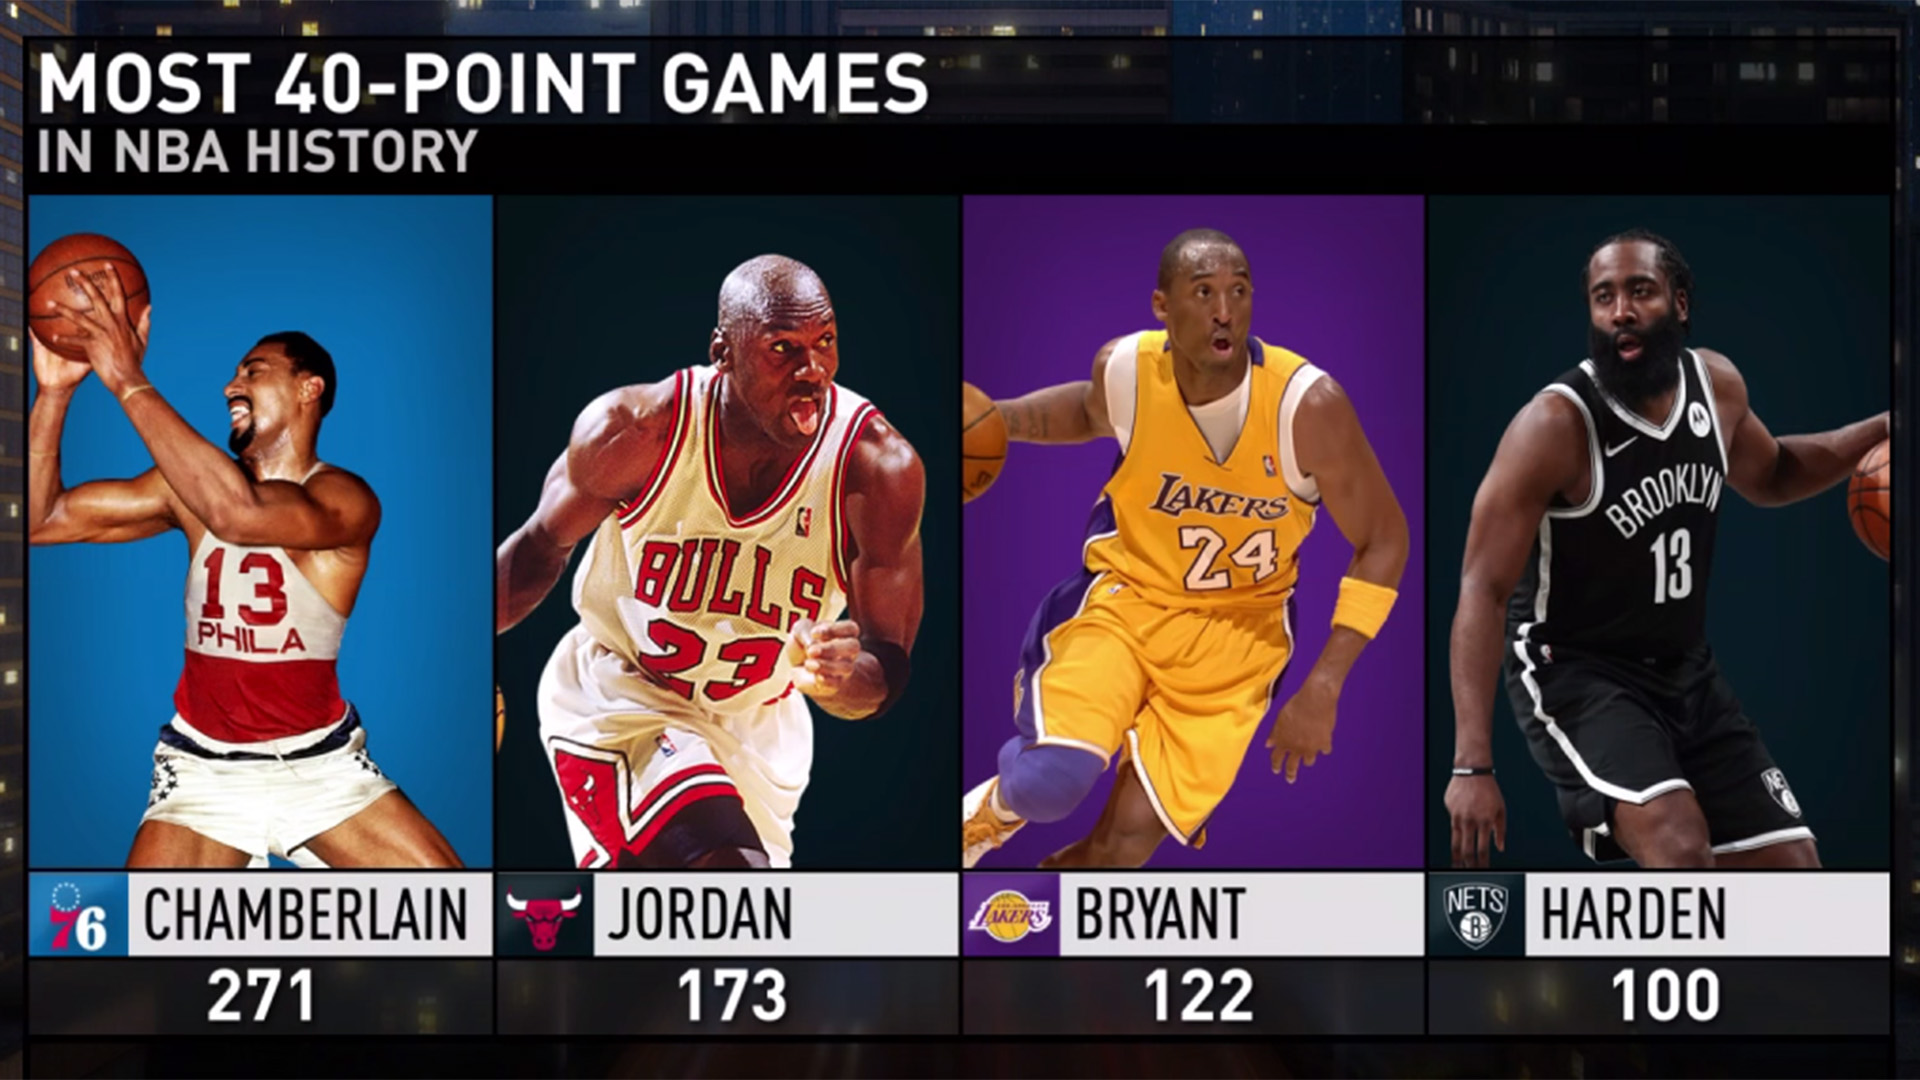 MOST 40-POINT GAMES
IN NBA HISTORY
13
PHILA
BULLS
23
LAKERS
24
BROOKLYN
13
76
CHAMBERLAIN
JORDAN
LAKERS
BRYANT
NETS
B
HARDEN
271
173
122
100